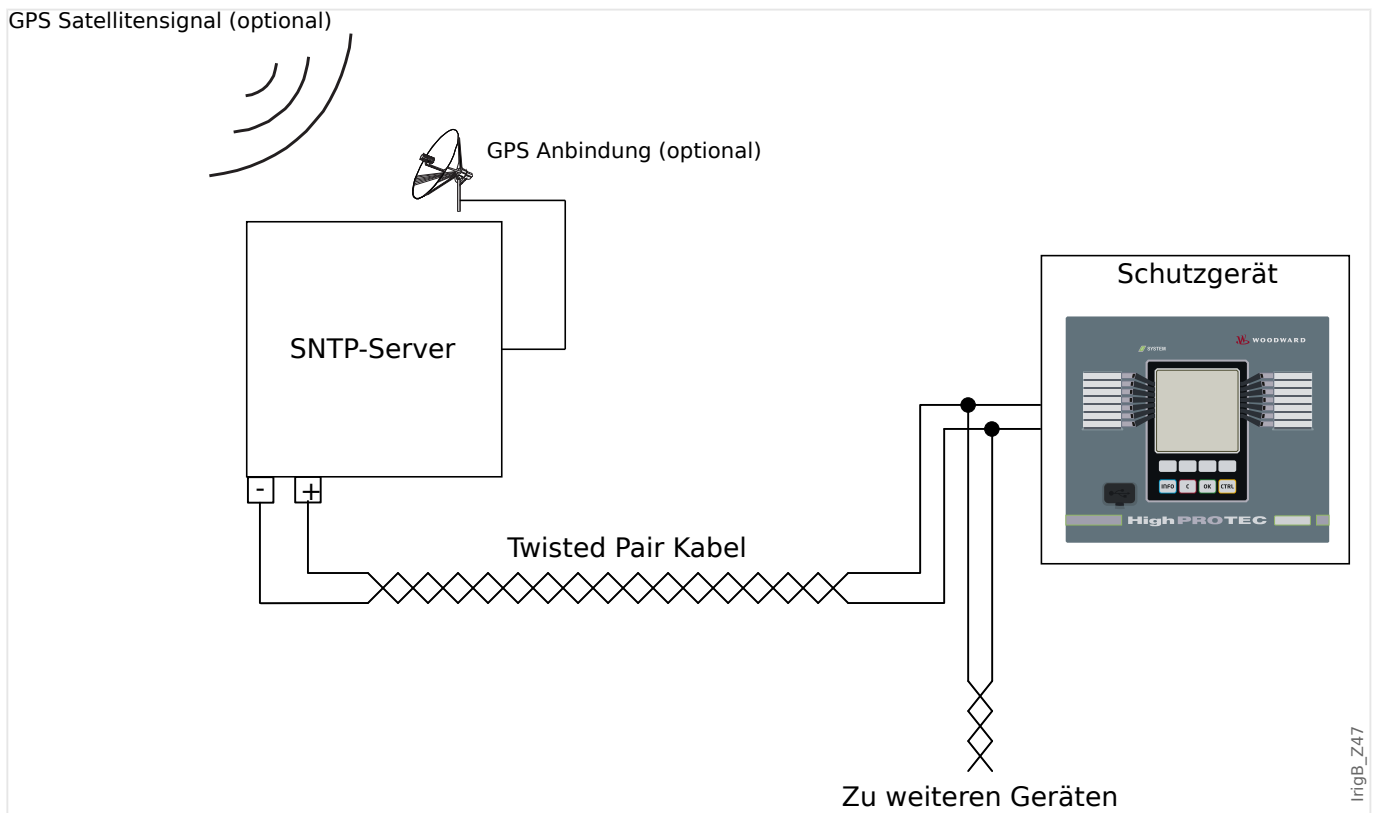 GPS Satellitensignal (optional)
GPS Anbindung (optional)
SNTP-Server
- +
Schutzgerät
SYSTEM
WOODWARD
INFO C OK CTRL
HighPROTEC
Twisted Pair Kabel
Zu weiteren Geräten
IrigB_Z47